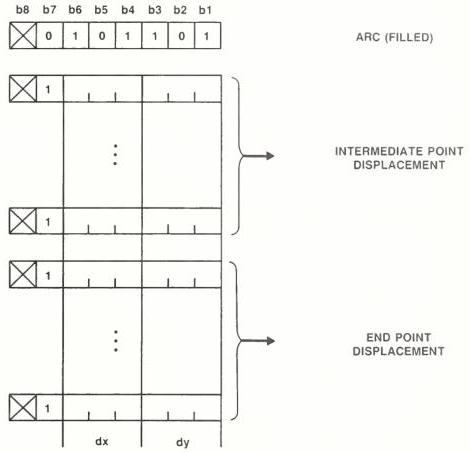 b8 b7 b6 b5 b4 b3 b2 b1
0 1 0 1 1 0 1 ARC (FILLED)
1
INTERMEDIATE POINT
DISPLACEMENT
1
1
END POINT
DISPLACEMENT
1
dx dy